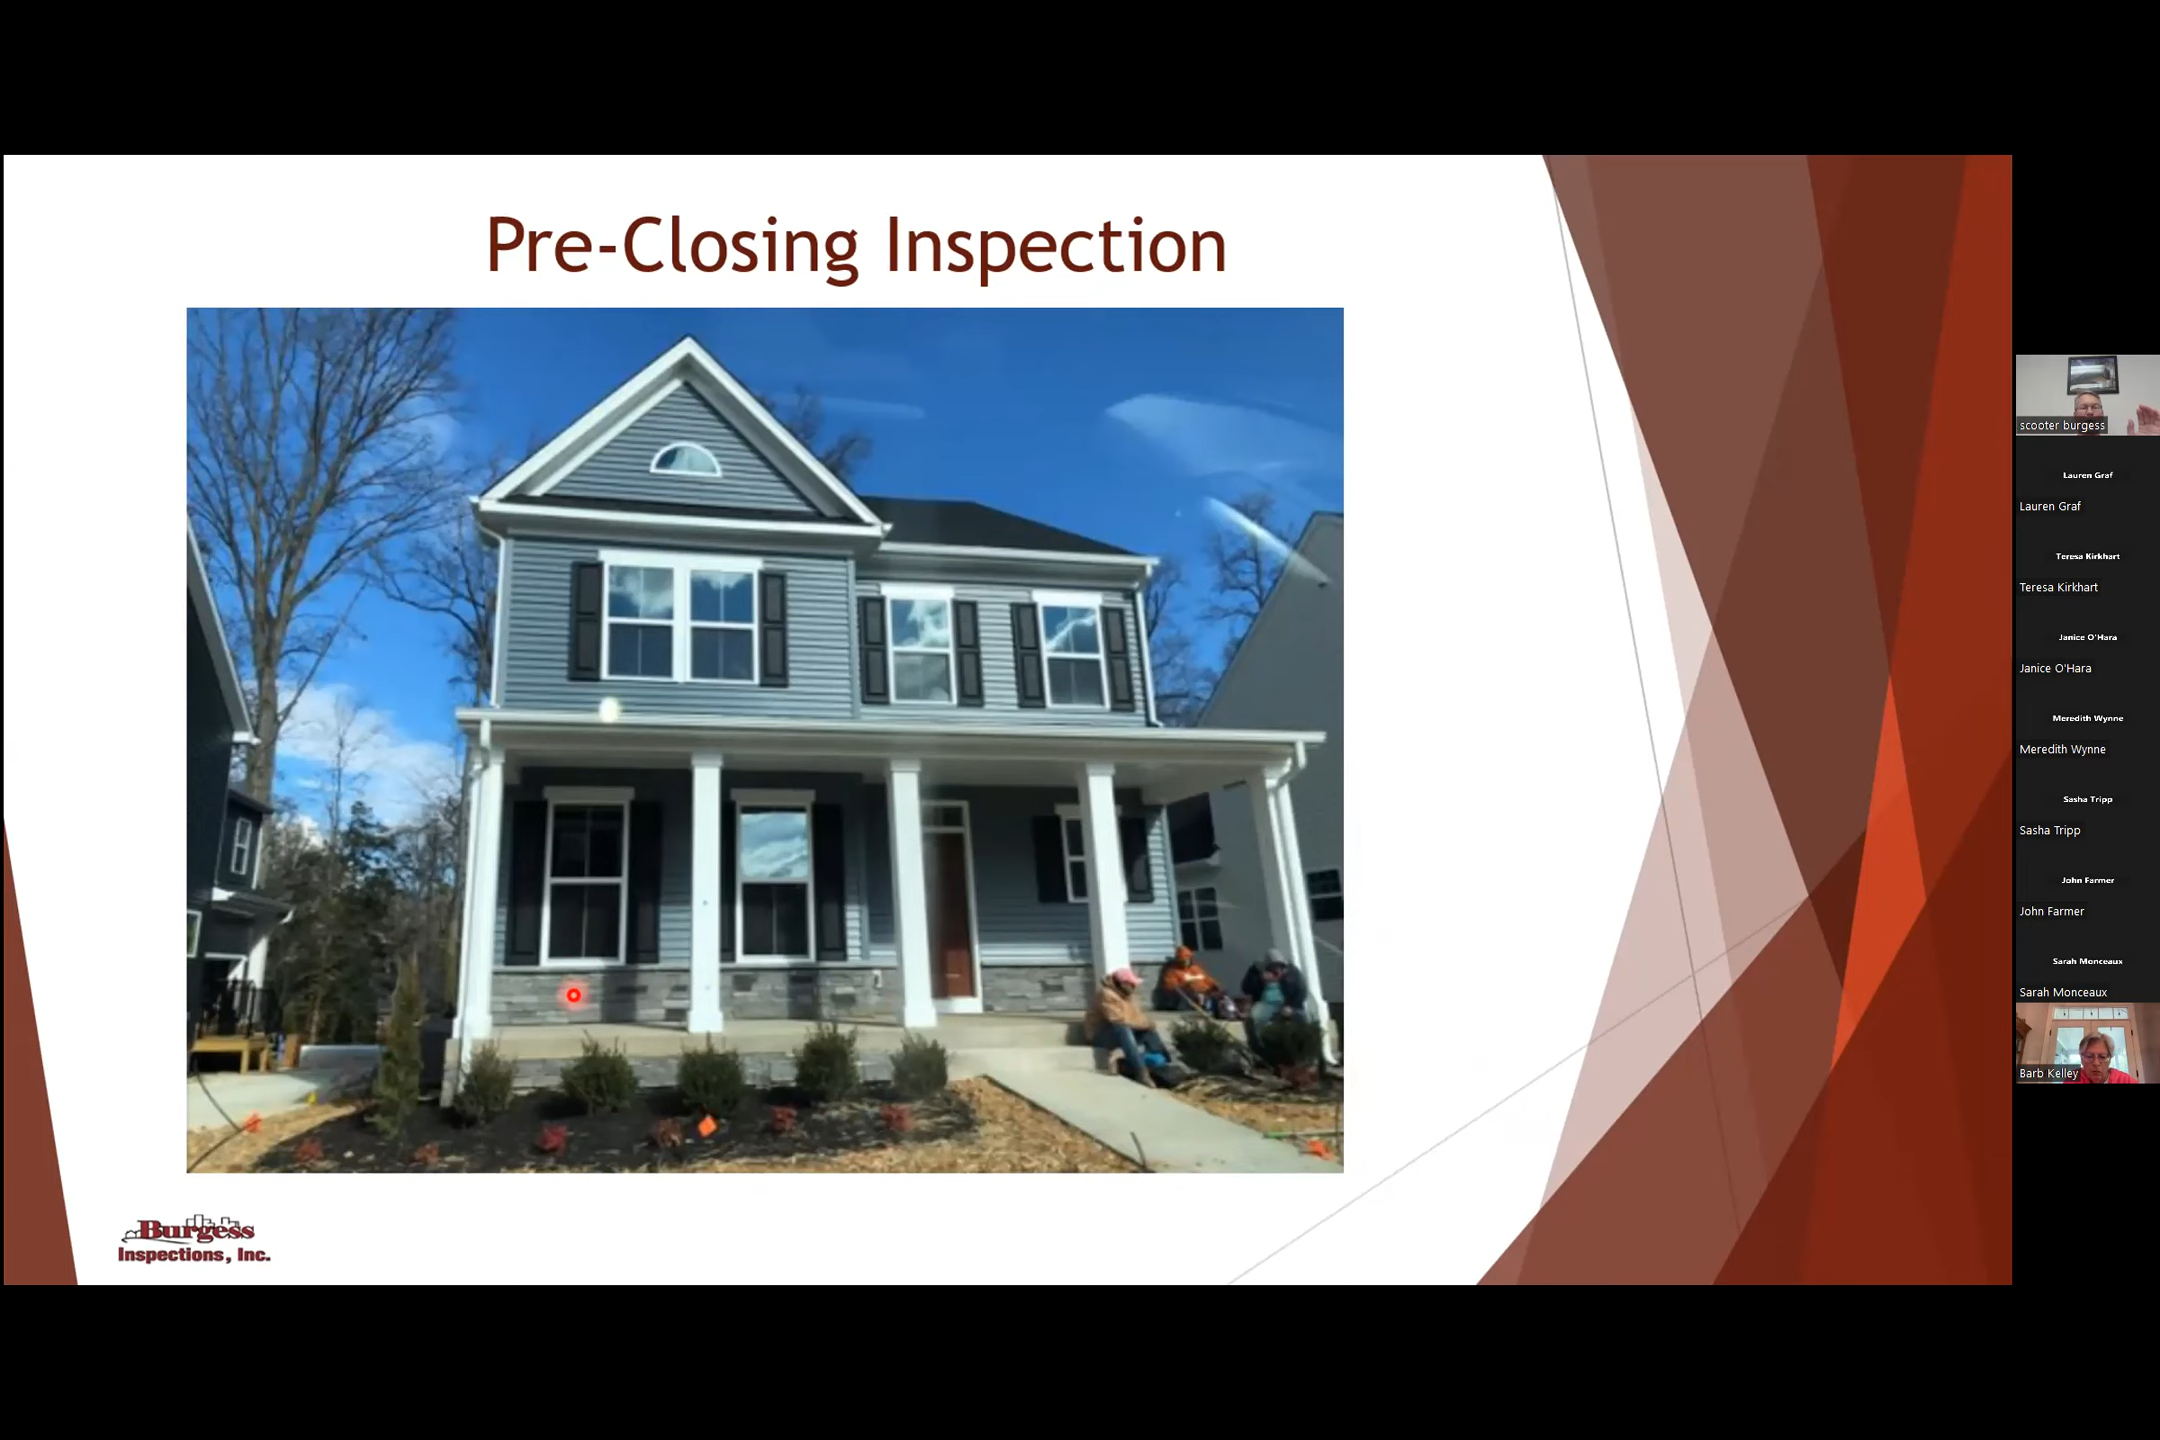 Pre-Closing Inspection
Burgess
Inspections, Inc.
scooter burgess
Lauren Graf
Lauren Graf
Teresa Kirkhart
Teresa Kirkhart
Janice O'Hara
Janice O'Hara
Meredith Wynne
Meredith Wynne
Sasha Tripp
Sasha Tripp
John Farmer
John Farmer
Sarah Monceaux
Sarah Monceaux
Barb Kelley